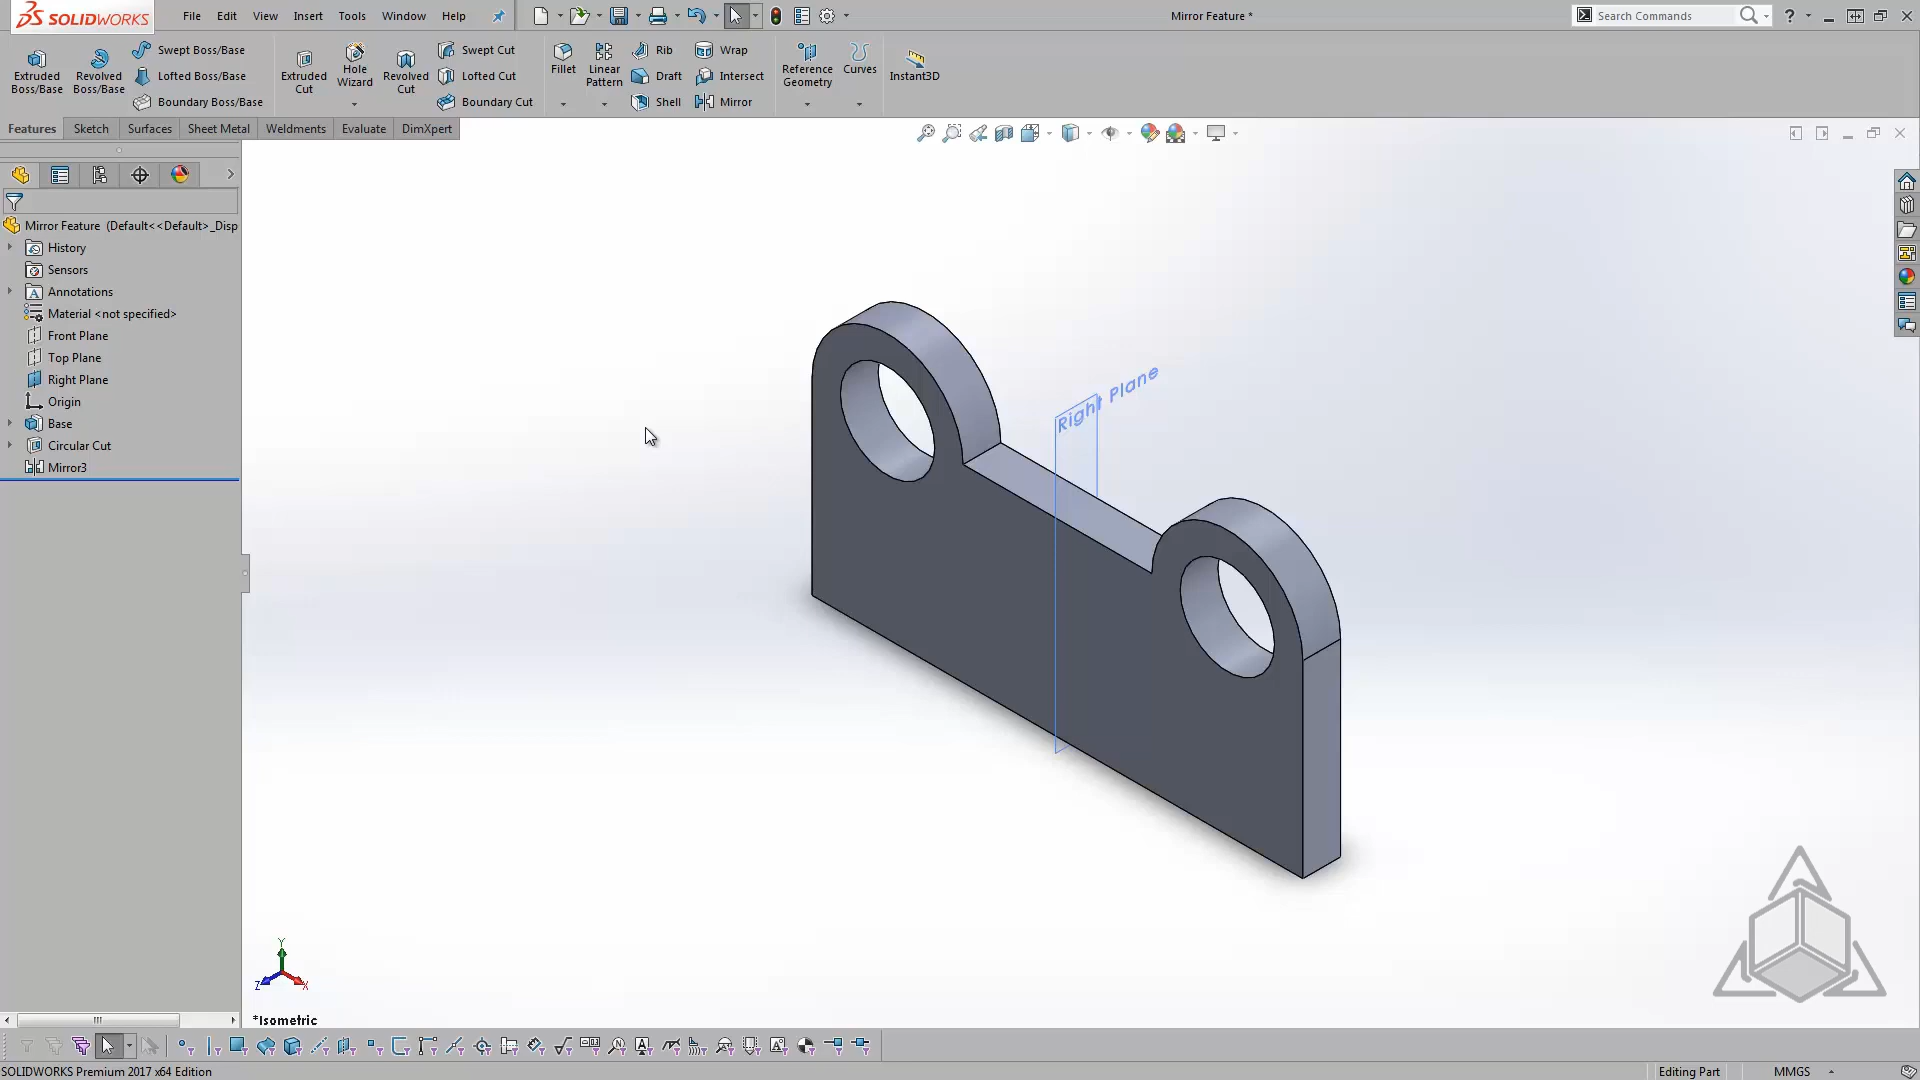 SOLIDWORKS File Edit View Insert Tools Window Help Mirror Feature * Search Commands ?
Extruded Boss/Base
Revolved Boss/Base
Swept Boss/Base
Lofted Boss/Base
Boundary Boss/Base
Extruded Cut
Hole Wizard
Revolved Cut
Swept Cut
Lofted Cut
Boundary Cut
Fillet
Linear Pattern
Rib
Draft
Shell
Wrap
Intersect
Mirror
Reference Geometry
Curves
Instant3D
Features Sketch Surfaces Sheet Metal Weldments Evaluate DimXpert
Mirror Feature (Default<<Default>_Disp
History
Sensors
Annotations
Material <not specified>
Front Plane
Top Plane
Right Plane
Origin
Base
Circular Cut
Mirror3
Right Plane
Y
Z X
*Isometric
SOLIDWORKS Premium 2017 x64 Edition Editing Part MMGS